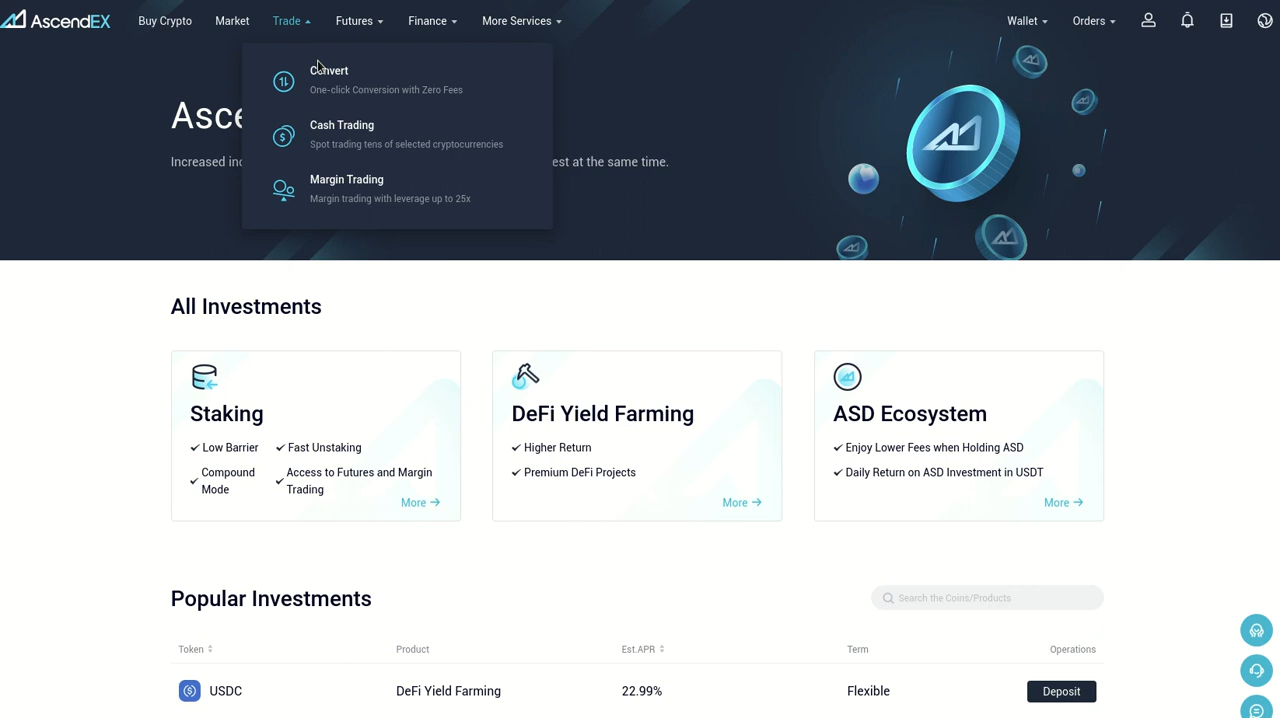 AscendEX
Buy Crypto
Market
Trade
Futures
Finance
More Services
Wallet
Orders
Convert
One-click Conversion with Zero Fees
Cash Trading
Spot trading tens of selected cryptocurrencies
Margin Trading
Margin trading with leverage up to 25x
Asce
Increased in
est at the same time.
All Investments
Staking
Low Barrier
Fast Unstaking
Compound
Mode
Access to Futures and Margin
Trading
More
DeFi Yield Farming
Higher Return
Premium DeFi Projects
More
ASD Ecosystem
Enjoy Lower Fees when Holding ASD
Daily Return on ASD Investment in USDT
More
Popular Investments
Search the Coins/Products
Token
Product
Est.APR
Term
Operations
USDC
DeFi Yield Farming
22.99%
Flexible
Deposit